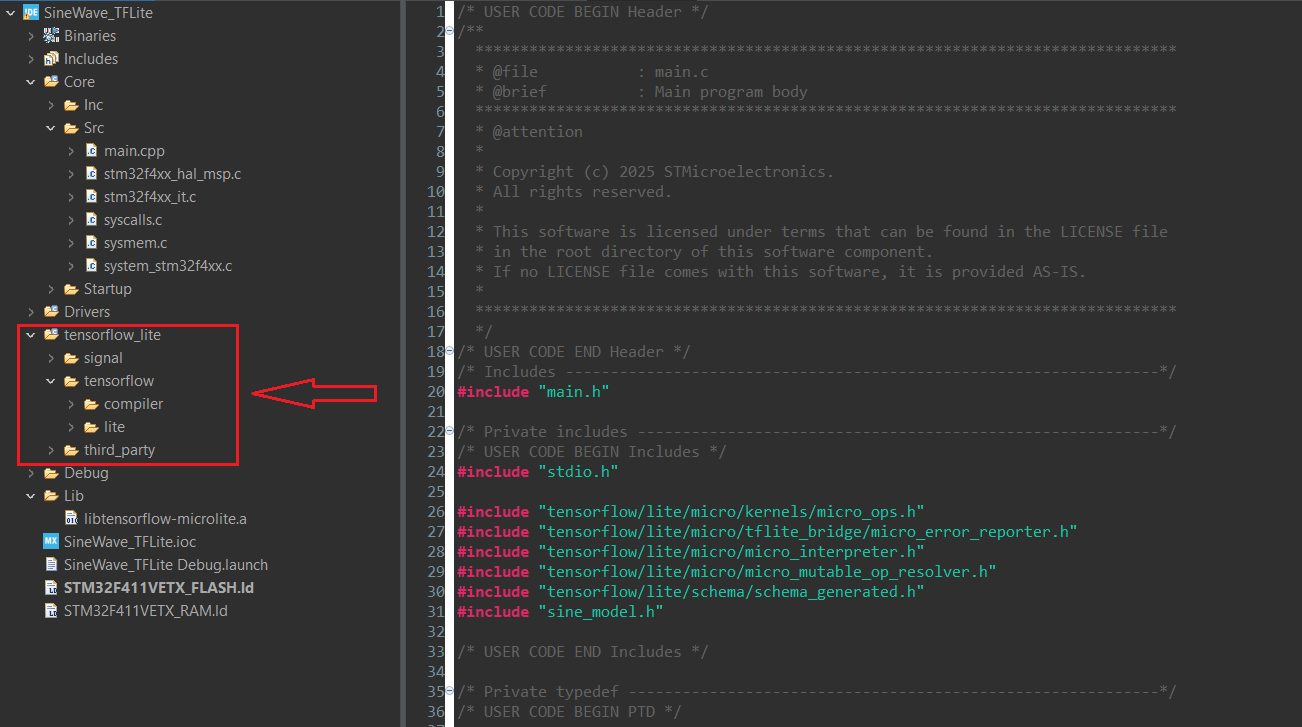 SineWave_TFLite
Binaries
Includes
Core
Inc
Src
main.cpp
stm32f4xx_hal_msp.c
stm32f4xx_it.c
syscalls.c
sysmem.c
system_stm32f4xx.c
Startup
Drivers
tensorflow_lite
signal
tensorflow
compiler
lite
third_party
Debug
Lib
libtensorflow-microlite.a
SineWave_TFLite.ioc
SineWave_TFLite Debug.launch
STM32F411VETX_FLASH.ld
STM32F411VETX_RAM.ld
1 /* USER CODE BEGIN Header */
2 /**
3 ******************************************************************************
4 * @file : main.c
5 * @brief : Main program body
6 ******************************************************************************
7 * @attention
8 *
9 * Copyright (c) 2025 STMicroelectronics.
10 * All rights reserved.
11 *
12 * This software is licensed under terms that can be found in the LICENSE file
13 * in the root directory of this software component.
14 * If no LICENSE file comes with this software, it is provided AS-IS.
15 *
16 ******************************************************************************
17 */
18 /* USER CODE END Header */
19 /* Includes ------------------------------------------------------------------*/
20 #include "main.h"
21
22 /* Private includes ----------------------------------------------------------*/
23 /* USER CODE BEGIN Includes */
24 #include "stdio.h"
25
26 #include "tensorflow/lite/micro/kernels/micro_ops.h"
27 #include "tensorflow/lite/micro/tflite_bridge/micro_error_reporter.h"
28 #include "tensorflow/lite/micro/micro_interpreter.h"
29 #include "tensorflow/lite/micro/micro_mutable_op_resolver.h"
30 #include "tensorflow/lite/schema/schema_generated.h"
31 #include "sine_model.h"
32
33 /* USER CODE END Includes */
34
35 /* Private typedef -----------------------------------------------------------*/
36 /* USER CODE BEGIN PTD */